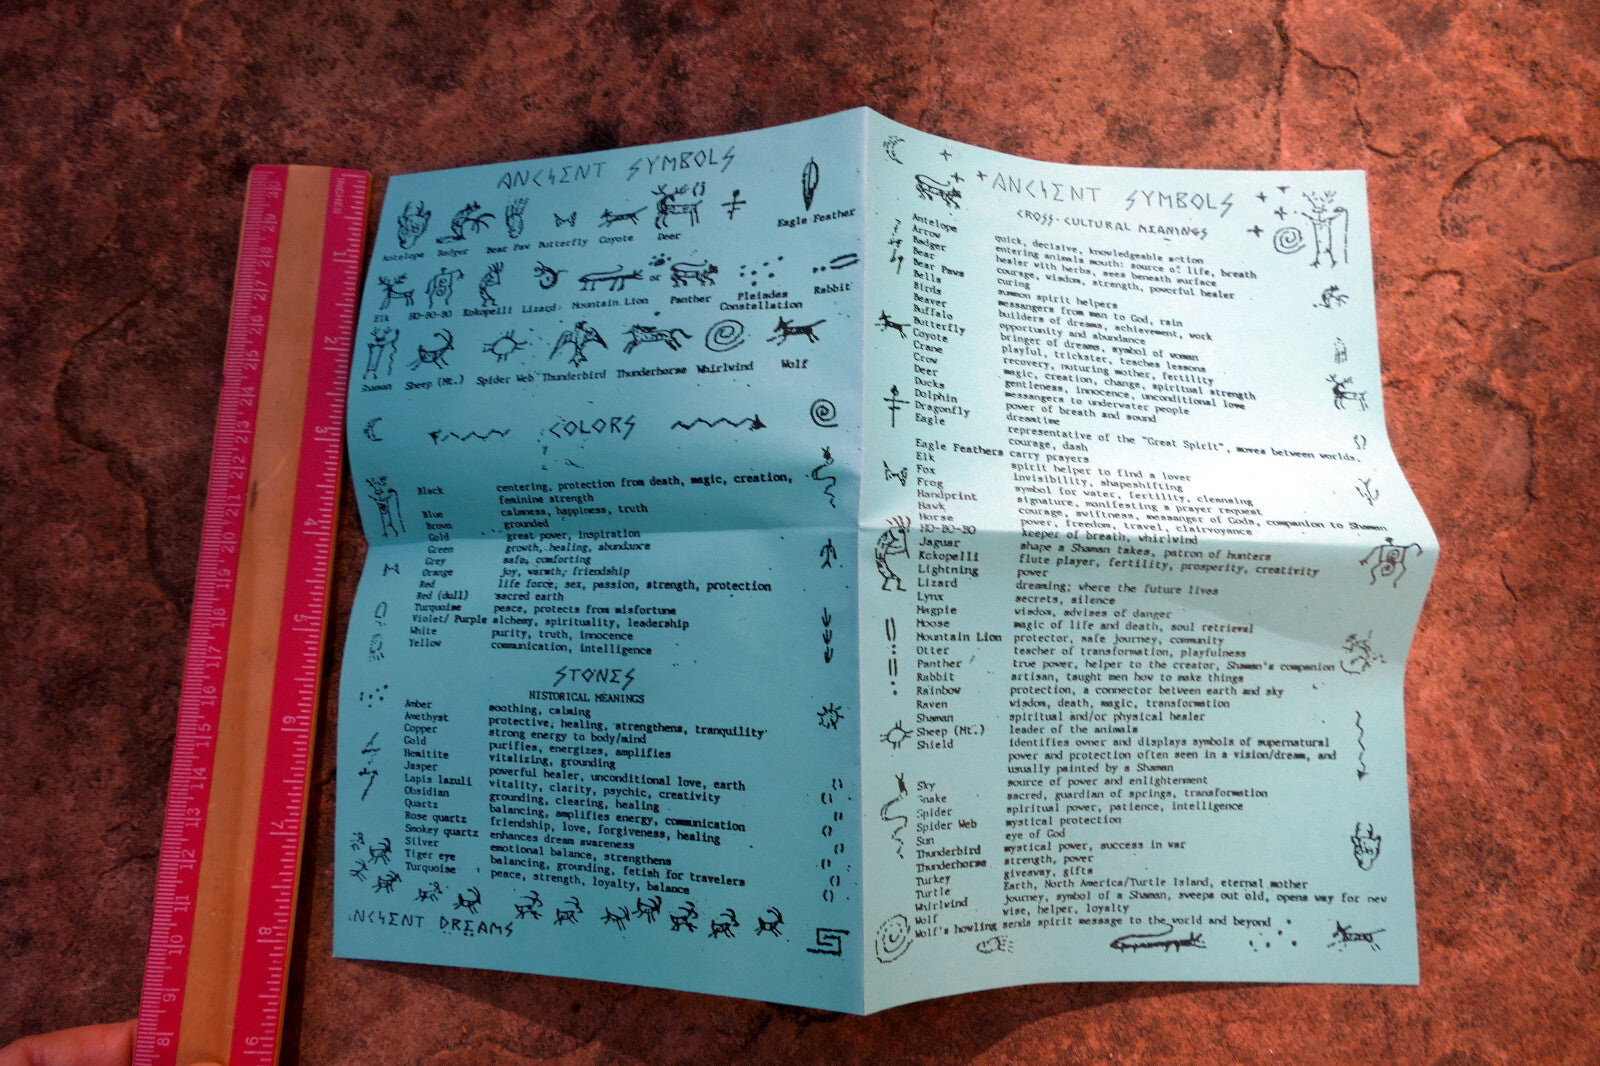 ANCIENT SYMBOLS
Eagle Feather
Antelope Badger Bear Paw Butterfly Coyote Deer
or
Elk HO-BO-BO Kokopelli Lizard Mountain Lion Panther Pleiades Constellation Rabbit
Shaman Sheep (Mt.) Spider Web Thunderbird Thunderhorse Whirlwind Wolf
COLORS
Black centering, protection from death, magic, creation,
feminine strength
Blue calmness, happiness, truth
Brown grounded
Gold great power, inspiration
Green growth, healing, abundance
Grey safe, comforting
Orange joy, warmth, friendship
Red life force, sex, passion, strength, protection
Red (dull) sacred earth
Turquoise peace, protects from misfortune
Violet/ Purple alchemy, spirituality, leadership
White purity, truth, innocence
Yellow communication, intelligence
STONES
HISTORICAL MEANINGS
Amber soothing, calming
Amethyst protective, healing, strengthens, tranquility
Copper strong energy to body/mind
Gold purifies, energizes, amplifies
Hemitite vitalizing, grounding
Jasper powerful healer, unconditional love, earth
Lapis lazuli vitality, clarity, psychic, creativity
Obsidian grounding, clearing, healing
Quartz balancing, amplifies energy, communication
Rose quartz friendship, love, forgiveness, healing
Smokey quartz enhances dream awareness
Silver emotional balance, strengthens
Tiger eye balancing, grounding, fetish for travelers
Turquoise peace, strength, loyalty, balance
ANCIENT DREAMS
ANCIENT SYMBOLS
CROSS-CULTURAL MEANINGS
Antelope quick, decisive, knowledgeable action
Arrow entering animals mouth: source of life, breath
Badger healer with herbs, sees beneath surface
Bear courage, wisdom, strength, powerful healer
Bear Paws curing
Bells summon spirit helpers
Birds messangers from man to God, rain
Beaver builders of dreams, achievement, work
Buffalo opportunity and abundance
Butterfly bringer of dreams, symbol of woman
Coyote playful, trickster, teaches lessons
Crane recovery, nuturing mother, fertility
Crow magic, creation, change, spiritual strength
Deer gentleness, innocence, unconditional love
Ducks messangers to underwater people
Dolphin power of breath and sound
Dragonfly dreamtime
Eagle representative of the "Great Spirit", moves between worlds,
courage, dash
Eagle Feathers carry prayers
Elk spirit helper to find a lover
Fox invisibility, shapeshifting
Frog symbol for water, fertility, cleansing
Handprint signature, manifesting a prayer request
Hawk courage, swiftness, messanger of Gods, companion to Shaman
Horse power, freedom, travel, clairvoyance
HO-BO-BO keeper of breath, whirlwind
Jaguar shape a Shaman takes, patron of hunters
Kokopelli flute player, fertility, prosperity, creativity
Lightning power
Lizard dreaming; where the future lives
Lynx secrets, silence
Magpie wisdom, advises of danger
Moose magic of life and death, soul retrieval
Mountain Lion protector, safe journey, community
Otter teacher of transformation, playfulness
Panther true power, helper to the creator, Shaman's companion
Rabbit artisan, taught men how to make things
Rainbow protection, a connector between earth and sky
Raven wisdom, death, magic, transformation
Shaman spiritual and/or physical healer
Sheep (Mt.) leader of the animals
Shield identifies owner and displays symbols of supernatural
power and protection often seen in a vision/dream, and
usually painted by a Shaman
Sky source of power and enlightenment
Snake sacred, guardian of springs, transformation
Spider spiritual power, patience, intelligence
Spider Web mystical protection
Sun eye of God
Thunderbird mystical power, success in war
Thunderhorse strength, power
Turkey giveaway, gifts
Turtle Earth, North America/Turtle Island, eternal mother
Whirlwind journey, symbol of a Shaman, sweeps out old, opens way for new
Wolf wise, helper, loyalty
Wolf's howling sends spirit message to the world and beyond